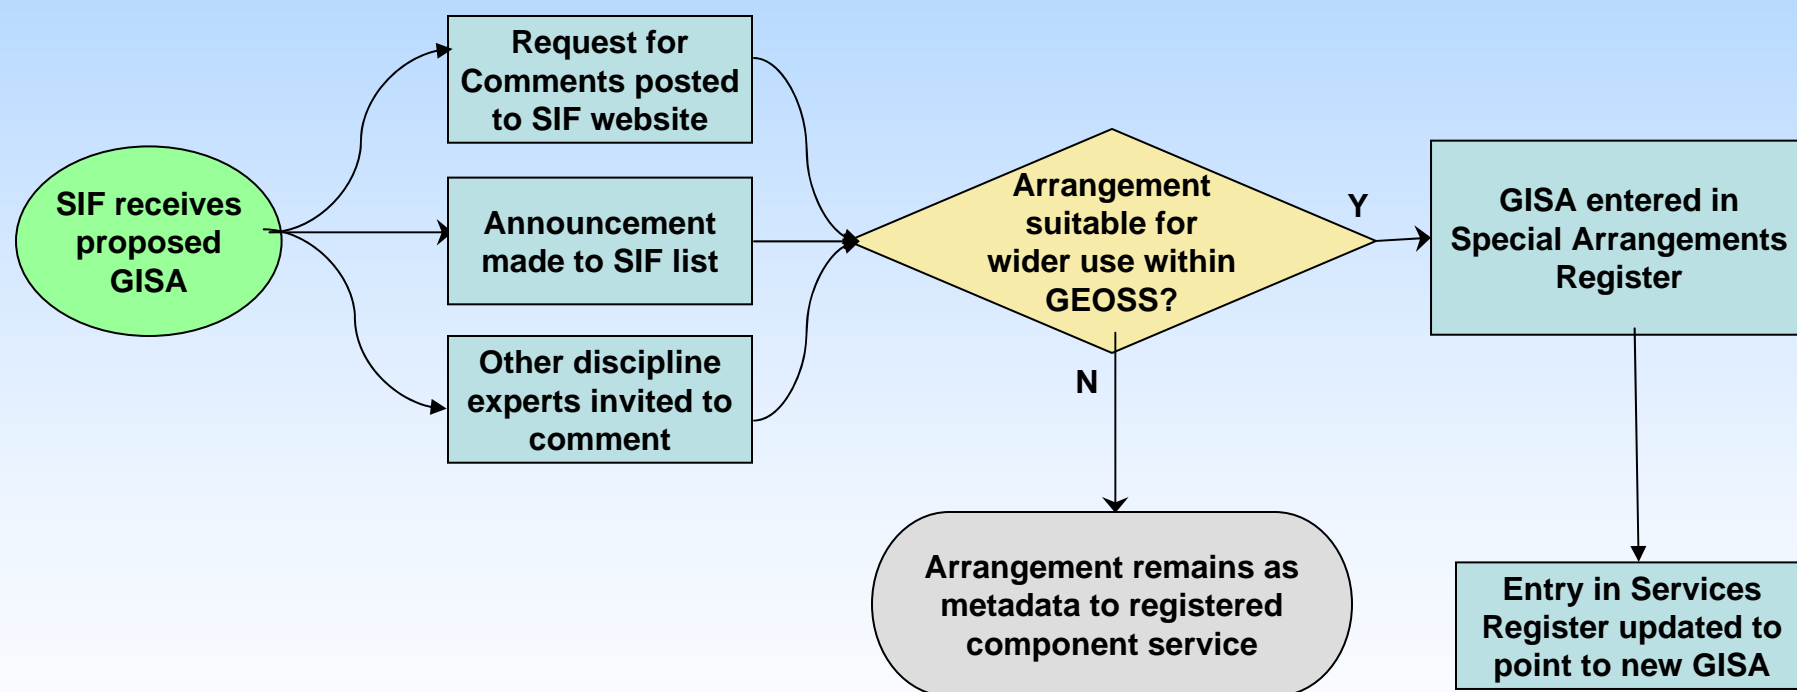 Request for
Comments posted
to SIF website
SIF receives
proposed
GISA
Announcement
made to SIF list
Other discipline
experts invited to
comment
Arrangement
suitable for
wider use within
GEOSS?
Y
N
GISA entered in
Special Arrangements
Register
Arrangement remains as
metadata to registered
component service
Entry in Services
Register updated to
point to new GISA